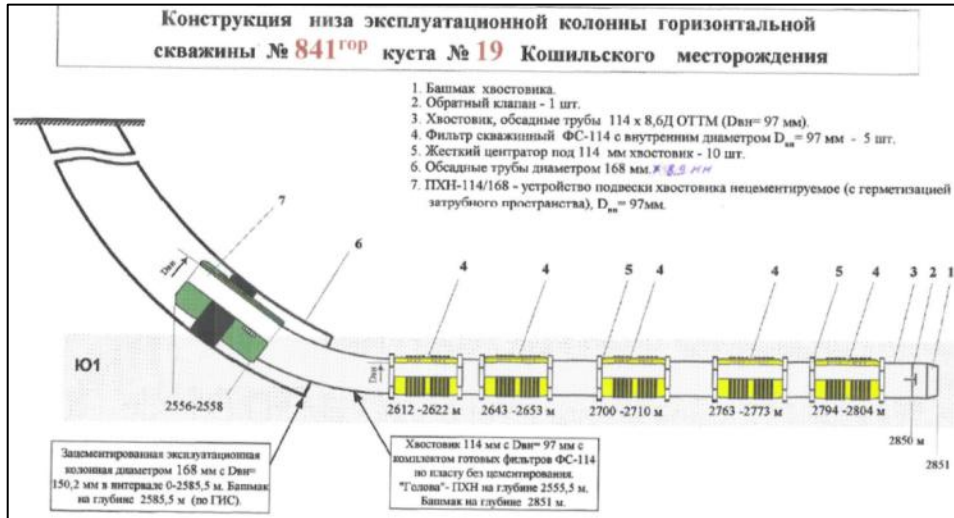 Конструкция низа эксплуатационной колонны горизонтальной
скважины № 841гор куста № 19 Кошильского месторождения
1. Башмак хвостовика.
2. Обратный клапан - 1 шт.
3. Хвостовик, обсадные трубы 114 х 8,6Д ОТТМ (Dвн= 97 мм).
4. Фильтр скважинный ФС-114 с внутренним диаметром Dвн= 97 мм - 5 шт.
5. Жесткий центратор под 114 мм хвостовик - 10 шт.
6. Обсадные трубы диаметром 168 мм. х 8.9 мм
7. ПХН-114/168 - устройство подвески хвостовика нецементируемое (с герметизацией
затрубного пространства), Dвн= 97мм.
7
6
Dвн
4 4 5 4 4 5 4 3 2 1
Ю1
Dвн
2556-2558
2612 -2622 м 2643 -2653 м 2700 -2710 м 2763 -2773 м 2794 -2804 м
2850 м
2851
Зацементированная эксплуатационная
колонная диаметром 168 мм с Dвн=
150,2 мм в интервале 0-2585,5 м. Башмак
на глубине 2585,5 м (по ГИС).
Хвостовик 114 мм с Dвн= 97 мм с
комплектом готовых фильтров ФС-114
по пласту без цементирования.
"Голова"- ПХН на глубине 2555,5 м.
Башмак на глубине 2851 м.